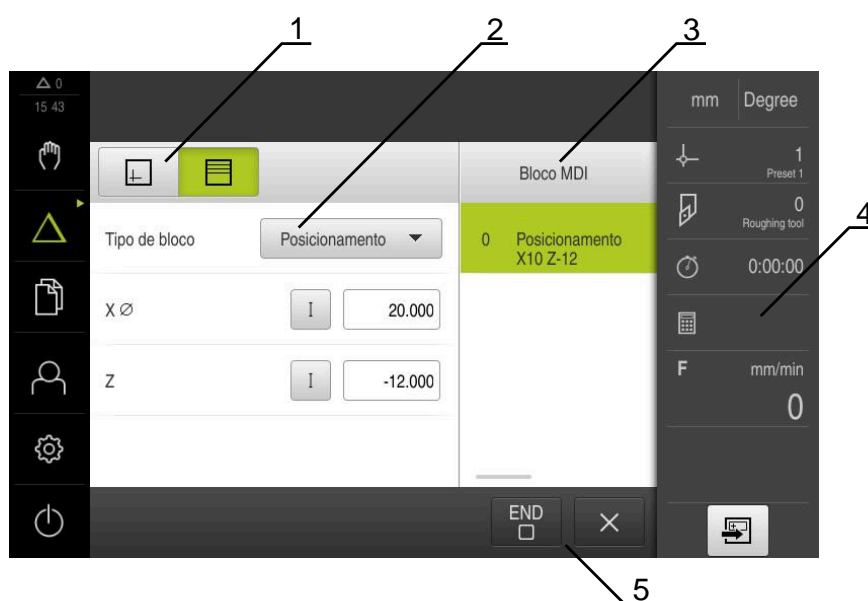 1
2
3
4
5
0
15 43
mm
Degree
1
Preset 1
0
Roughing tool
0:00:00
F
mm/min
0
Bloco MDI
Tipo de bloco
Posicionamento
0
Posicionamento
X10 Z-12
X ∅
I
20.000
Z
I
-12.000
END